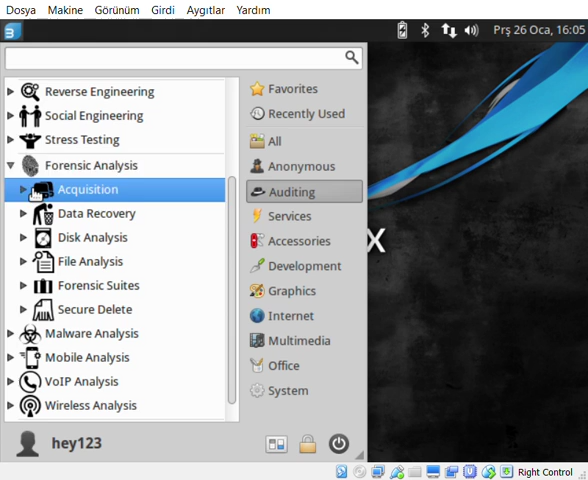 Dosya Makine Görünüm Girdi Aygıtlar Yardım
Prş 26 Oca, 16:05
Reverse Engineering
Social Engineering
Stress Testing
Forensic Analysis
Acquisition
Data Recovery
Disk Analysis
File Analysis
Forensic Suites
Secure Delete
Malware Analysis
Mobile Analysis
VoIP Analysis
Wireless Analysis
Favorites
Recently Used
All
Anonymous
Auditing
Services
Accessories
Development
Graphics
Internet
Multimedia
Office
System
X
hey123
Right Control